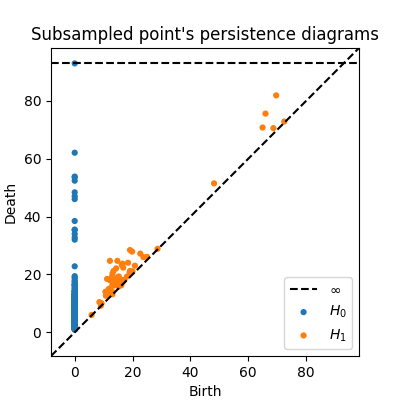 Subsampled point's persistence diagrams
Death
80
60
40
20
0
0 20 40 60 80
Birth
∞
H₀
H₁